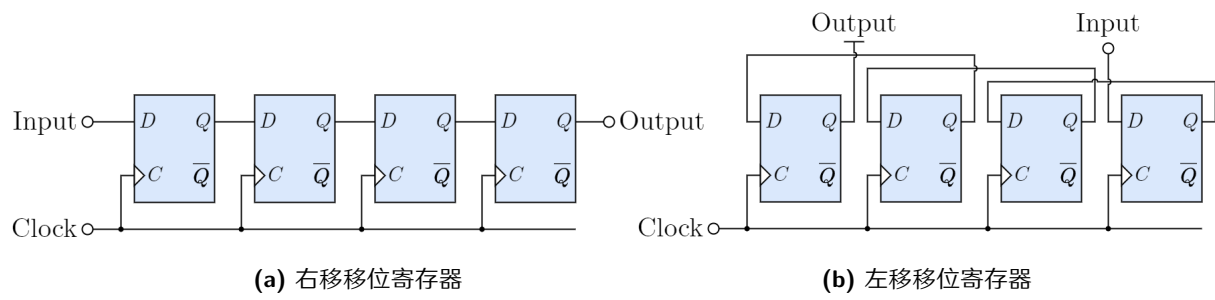 Output Input
Input D Q D Q D Q D Q Output D Q D Q D Q D Q
C Q̅ C Q̅ C Q̅ C Q̅ C Q̅ C Q̅ C Q̅ C Q̅
Clock Clock
(a) 右移移位寄存器 (b) 左移移位寄存器